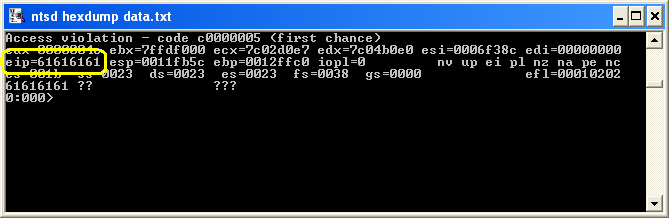 ntsd hexdump data.txt
Access violation - code c0000005 (first chance)
eax=0000004c ebx=7ffdf000 ecx=7c02d0e7 edx=7c04b0e0 esi=0006f38c edi=00000000
eip=61616161 esp=0011fb5c ebp=0012ffc0 iopl=0 nv up ei pl nz na pe nc
cs=001b ss=0023 ds=0023 es=0023 fs=0038 gs=0000 efl=00010202
61616161 ?? ???
0:000>